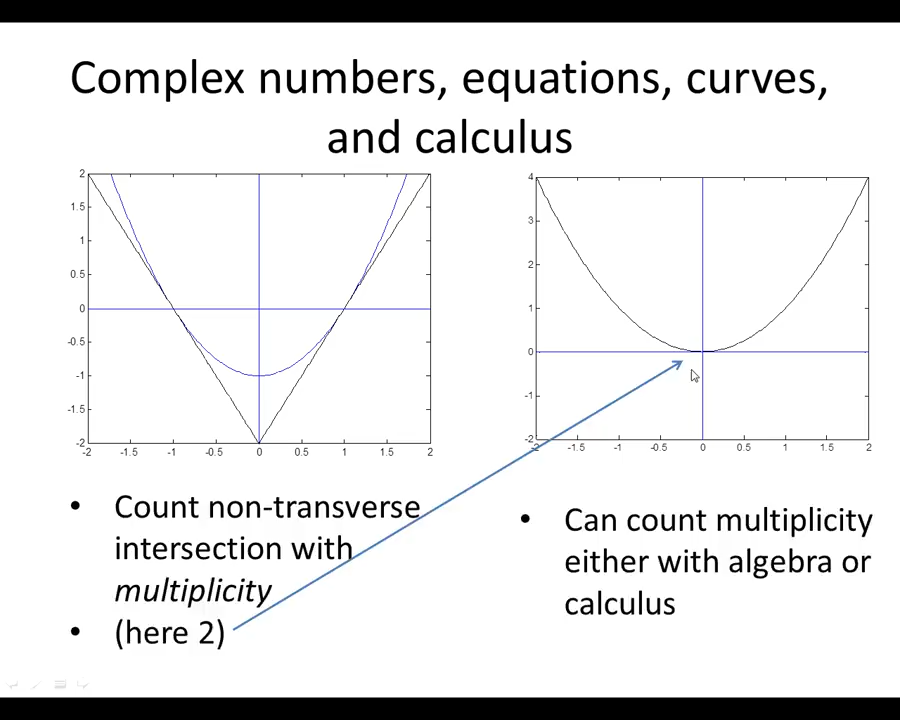 Complex numbers, equations, curves,
and calculus
2
1.5
1
0.5
0
-0.5
-1
-1.5
-2
-2 -1.5 -1 -0.5 0 0.5 1 1.5 2
4
3
2
1
0
-1
-2
-2 -1.5 -1 -0.5 0 0.5 1 1.5 2
• Count non-transverse
intersection with
multiplicity
• (here 2)
• Can count multiplicity
either with algebra or
calculus